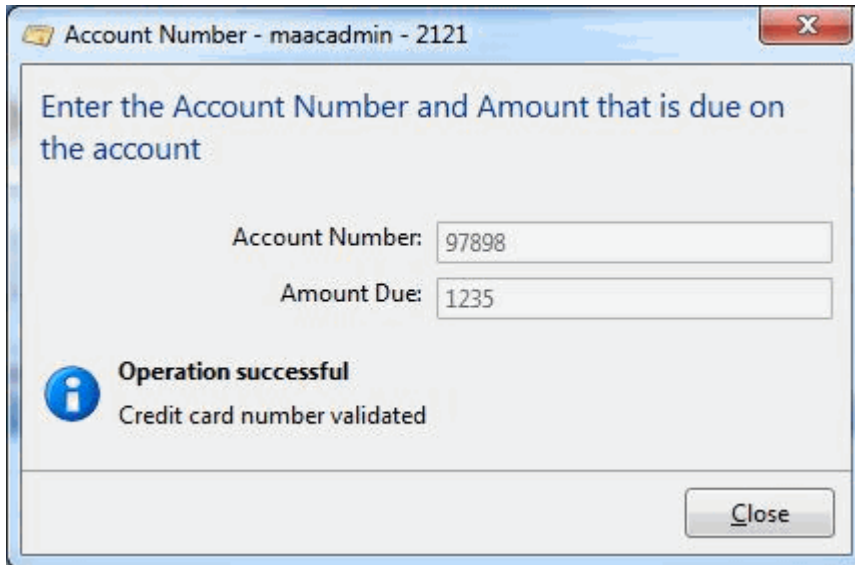 Account Number - maacadmin - 2121
Enter the Account Number and Amount that is due on
the account
Account Number: 97898
Amount Due: 1235
Operation successful
Credit card number validated
Close